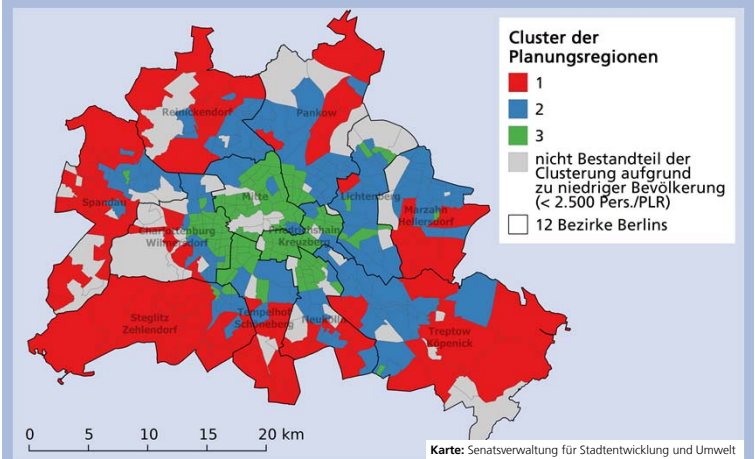 Cluster der
Planungsregionen
1
2
3
nicht Bestandteil der
Clusterung aufgrund
zu niedriger Bevölkerung
(< 2.500 Pers./PLR)
12 Bezirke Berlins
Reinickendorf
Pankow
Mitte
Lichtenberg
Spandau
Marzahn
Hellersdorf
Charlottenburg
Wilmersdorf
Friedrichshain
Kreuzberg
Steglitz
Zehlendorf
Tempelhof
Schöneberg
Neukölln
Treptow
Köpenick
0 5 10 15 20 km
Karte: Senatsverwaltung für Stadtentwicklung und Umwelt